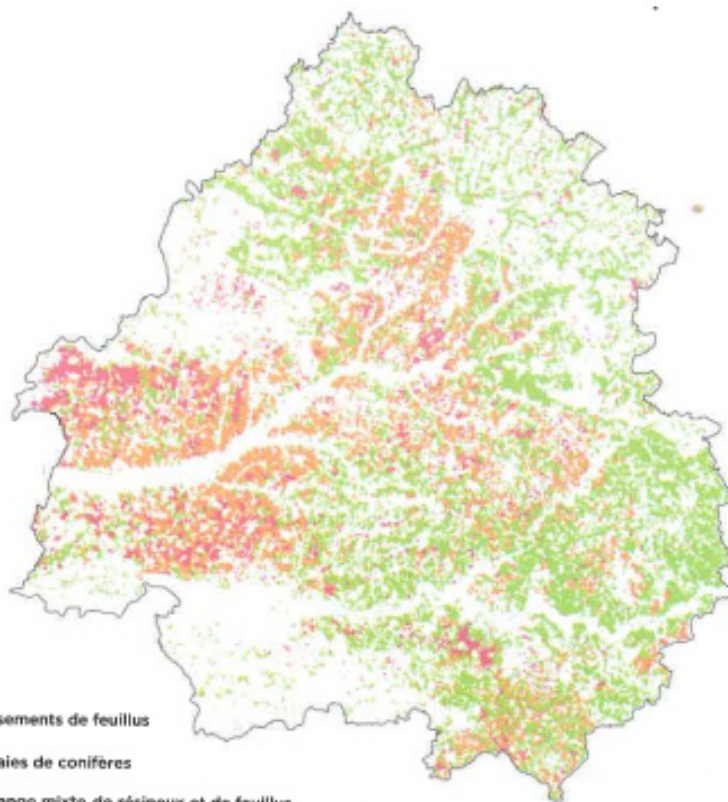 sements de feuillus
aies de conifères
ange mixte de résineux et de feuillus